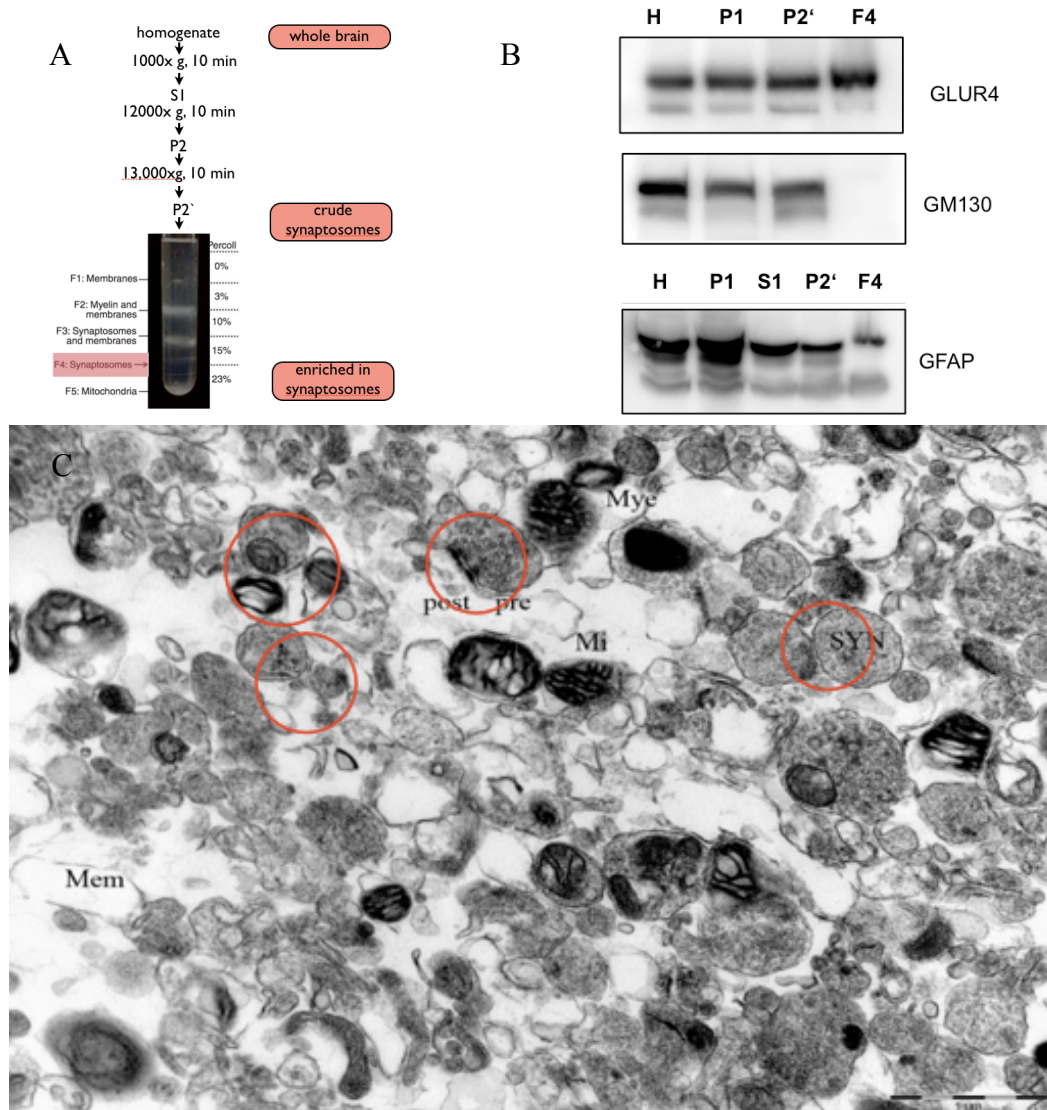 A
homogenate
whole brain
1000x g, 10 min
S1
12000x g, 10 min
P2
13,000xg, 10 min
P2`
crude
synaptosomes
Percoll
0%
F1: Membranes
3%
F2: Myelin and
membranes
10%
F3: Synaptosomes
and membranes
15%
F4: Synaptosomes
23%
F5: Mitochondria
enriched in
synaptosomes
B
H P1 P2‘ F4
GLUR4
GM130
H P1 S1 P2‘ F4
GFAP
C
Mye
post pre
Mi
SYN
Mem
1µm